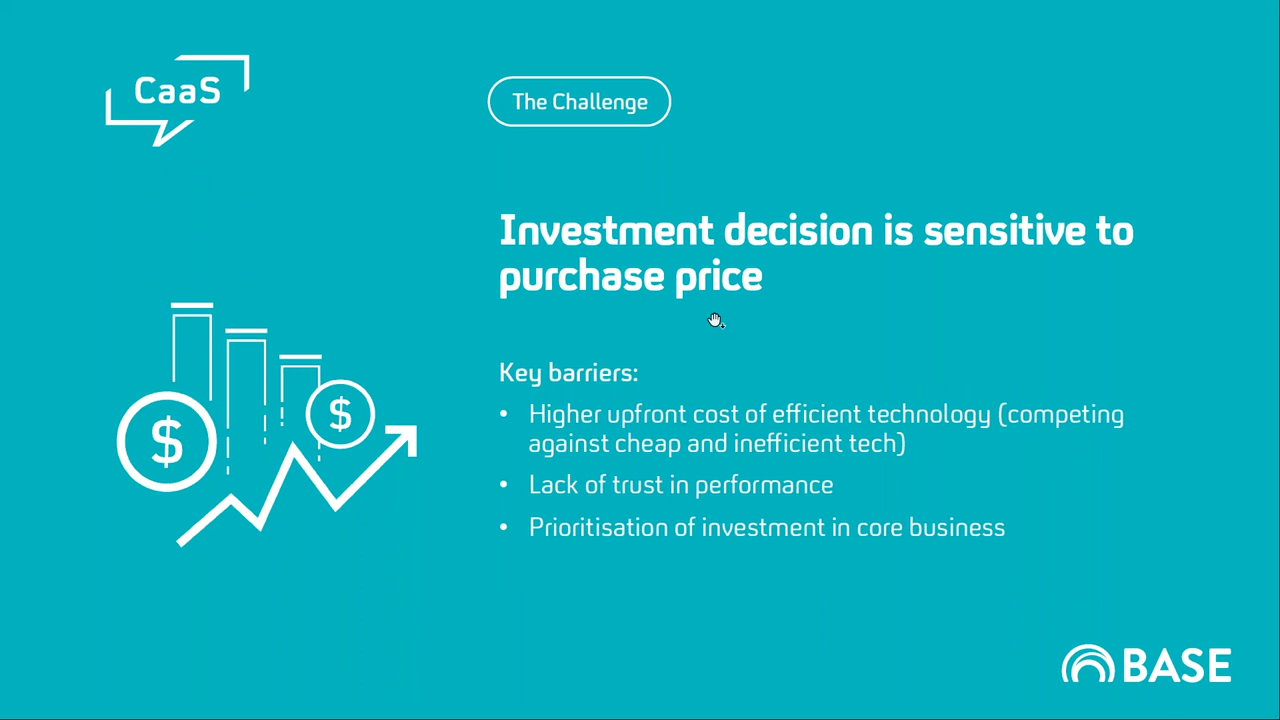 CaaS
The Challenge
Investment decision is sensitive to
purchase price
Key barriers:
• Higher upfront cost of efficient technology (competing
against cheap and inefficient tech)
• Lack of trust in performance
• Prioritisation of investment in core business
$
$
BASE